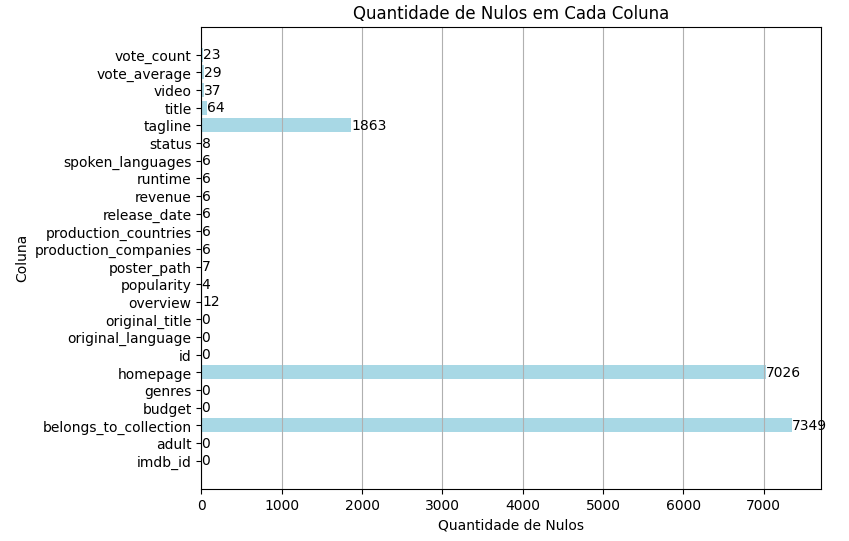 Quantidade de Nulos em Cada Coluna
vote_count 23
vote_average 29
video 37
title 64
tagline 1863
status 8
spoken_languages 6
runtime 6
revenue 6
release_date 6
production_countries 6
production_companies 6
poster_path 7
popularity 4
overview 12
original_title 0
original_language 0
id 0
homepage 7026
genres 0
budget 0
belongs_to_collection 7349
adult 0
imdb_id 0
Coluna
0 1000 2000 3000 4000 5000 6000 7000
Quantidade de Nulos